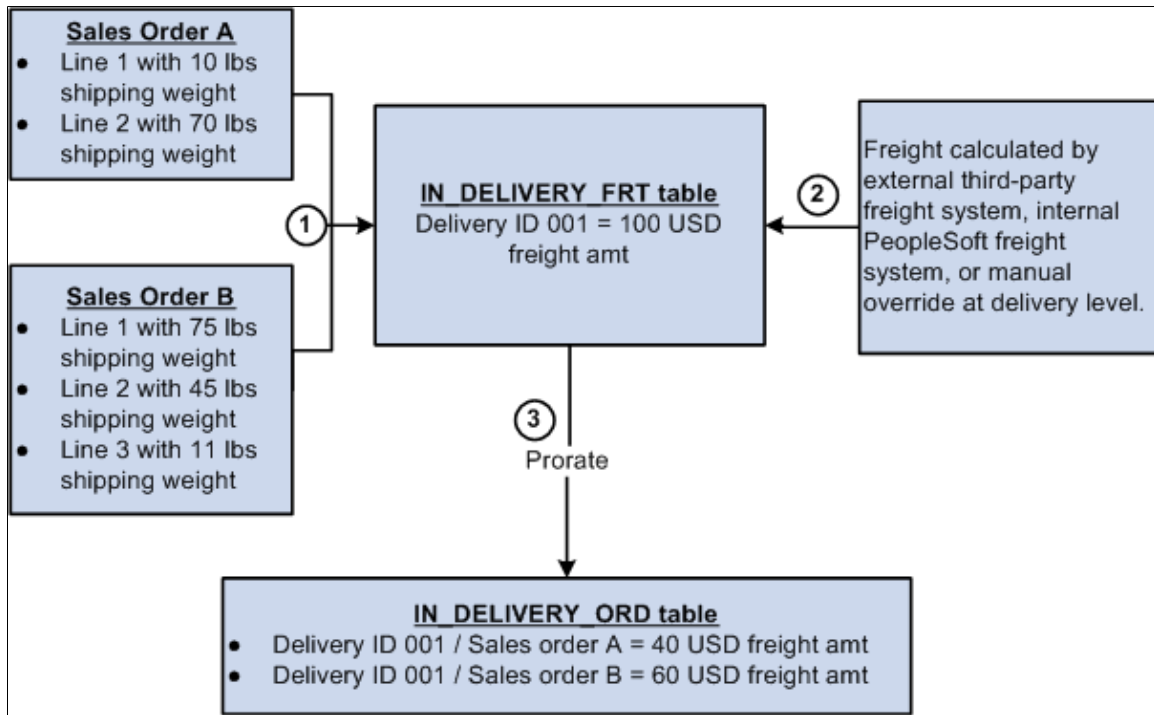 Sales Order A
• Line 1 with 10 lbs
shipping weight
• Line 2 with 70 lbs
shipping weight
Sales Order B
• Line 1 with 75 lbs
shipping weight
• Line 2 with 45 lbs
shipping weight
• Line 3 with 11 lbs
shipping weight
1
IN_DELIVERY_FRT table
Delivery ID 001 = 100 USD
freight amt
2
Freight calculated by
external third-party
freight system, internal
PeopleSoft freight
system, or manual
override at delivery level.
3
Prorate
IN_DELIVERY_ORD table
• Delivery ID 001 / Sales order A = 40 USD freight amt
• Delivery ID 001 / Sales order B = 60 USD freight amt